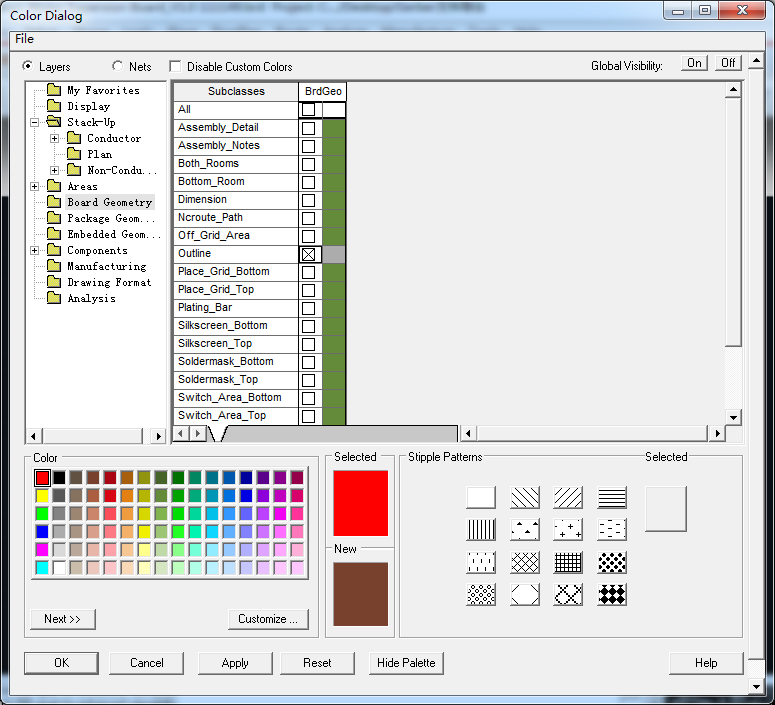 Color Dialog
File
Layers Nets Disable Custom Colors Global Visibility: On Off
My Favorites
Display
Stack-Up
Conductor
Plan
Non-Condu...
Areas
Board Geometry
Package Geom...
Embedded Geom...
Components
Manufacturing
Drawing Format
Analysis
Subclasses BrdGeo
All
Assembly_Detail
Assembly_Notes
Both_Rooms
Bottom_Room
Dimension
Ncroute_Path
Off_Grid_Area
Outline
Place_Grid_Bottom
Place_Grid_Top
Plating_Bar
Silkscreen_Bottom
Silkscreen_Top
Soldermask_Bottom
Soldermask_Top
Switch_Area_Bottom
Switch_Area_Top
Color
Next >>
Customize ...
Selected
New
Stipple Patterns
Selected
OK Cancel Apply Reset Hide Palette Help